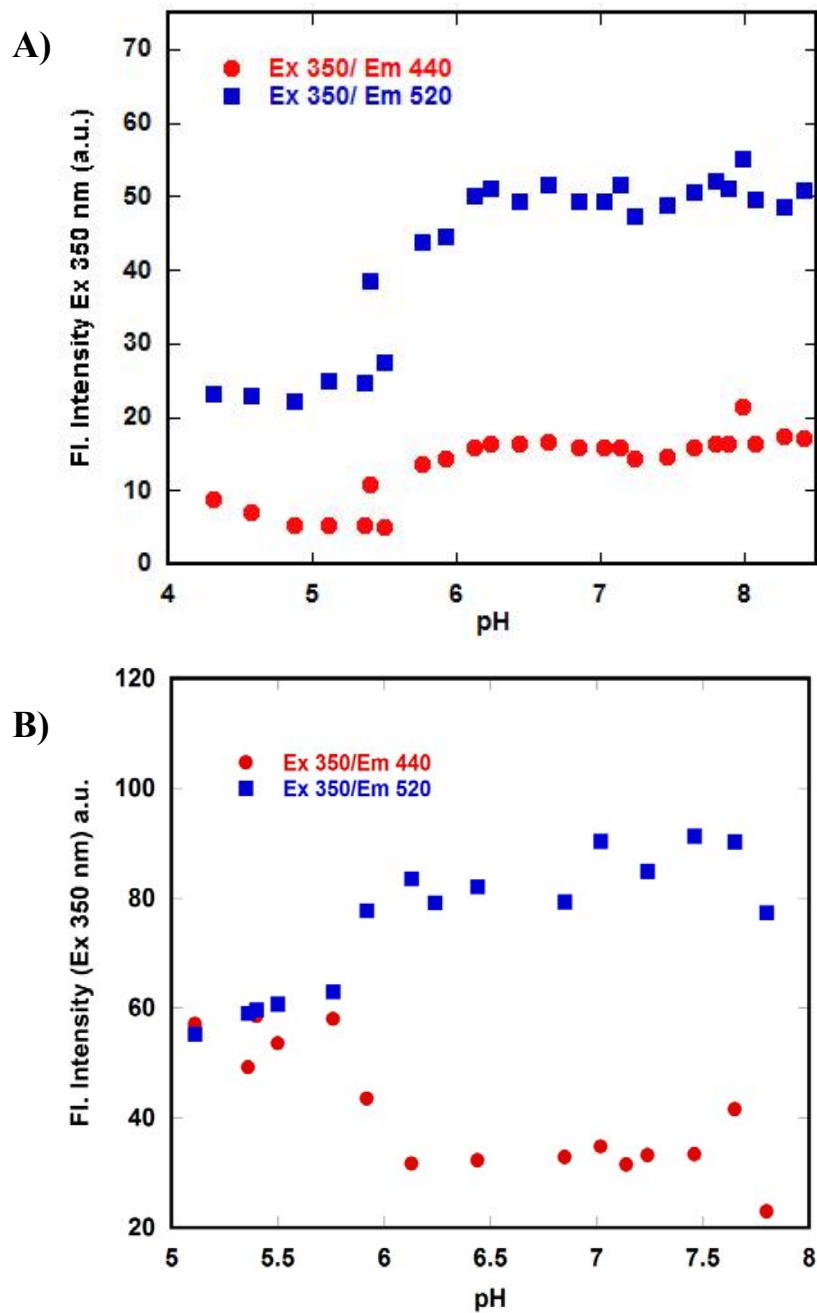 A)
Fl. Intensity Ex 350 nm (a.u.)
70
60
50
40
30
20
10
0
Ex 350/ Em 440
Ex 350/ Em 520
4 5 6 7 8
pH
B)
Fl. Intensity (Ex 350 nm) a.u.
120
100
80
60
40
20
Ex 350/Em 440
Ex 350/Em 520
5 5.5 6 6.5 7 7.5 8
pH